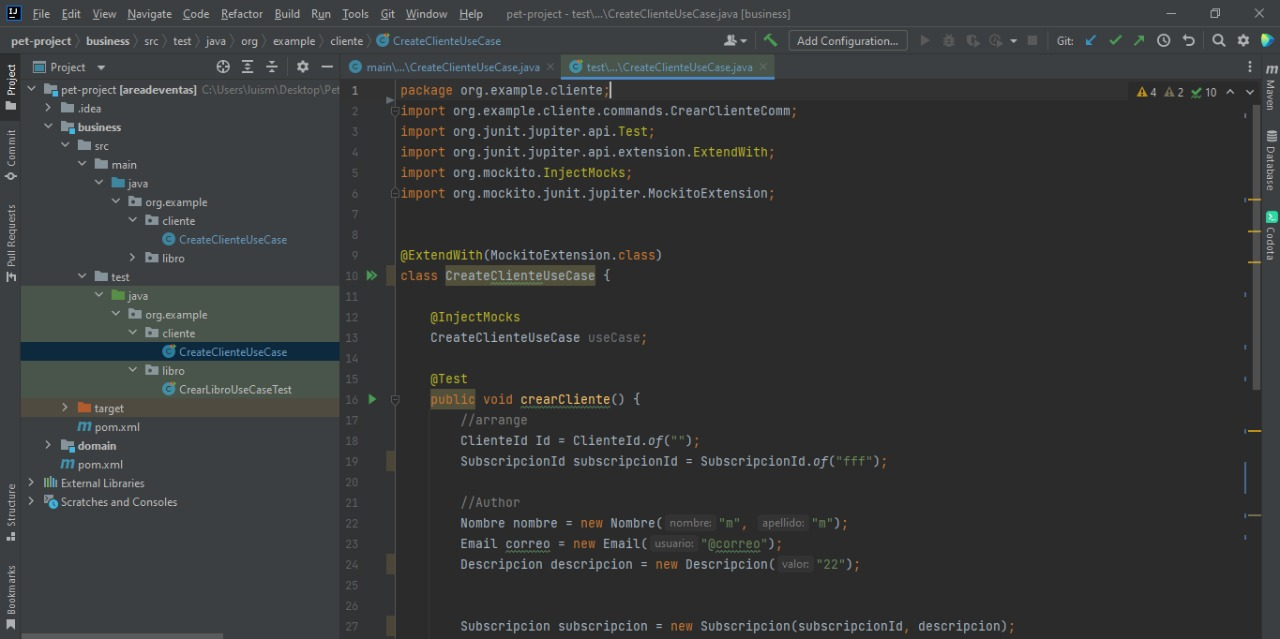 File Edit View Navigate Code Refactor Build Run Tools Git Window Help pet-project - test\...\CreateClienteUseCase.java [business]
pet-project business src test java org example cliente CreateClienteUseCase Add Configuration... Git:
Project main\...\CreateClienteUseCase.java test\...\CreateClienteUseCase.java
pet-project [areadeventas] C:\Users\luism\Desktop\Pet
.idea
business
src
main
java
org.example
cliente
CreateClienteUseCase
libro
test
java
org.example
cliente
CreateClienteUseCase
libro
CrearLibroUseCaseTest
target
pom.xml
domain
pom.xml
External Libraries
Scratches and Consoles
Project
Commit
Pull Requests
Structure
Bookmarks
4 2 10
1 package org.example.cliente;
2 import org.example.cliente.commands.CrearClienteComm;
3 import org.junit.jupiter.api.Test;
4 import org.junit.jupiter.api.extension.ExtendWith;
5 import org.mockito.InjectMocks;
6 import org.mockito.junit.jupiter.MockitoExtension;
7
8
9 @ExtendWith(MockitoExtension.class)
10 class CreateClienteUseCase {
11
12 @InjectMocks
13 CreateClienteUseCase useCase;
14
15 @Test
16 public void crearCliente() {
17 //arrange
18 ClienteId Id = ClienteId.of("");
19 SubscripcionId subscripcionId = SubscripcionId.of("fff");
20
21 //Author
22 Nombre nombre = new Nombre( nombre: "m", apellido: "m");
23 Email correo = new Email( usuario: "@correo");
24 Descripcion descripcion = new Descripcion( valor: "22");
25
26
27 Subscripcion subscripcion = new Subscripcion(subscripcionId, descripcion);
Maven
Database
Codota